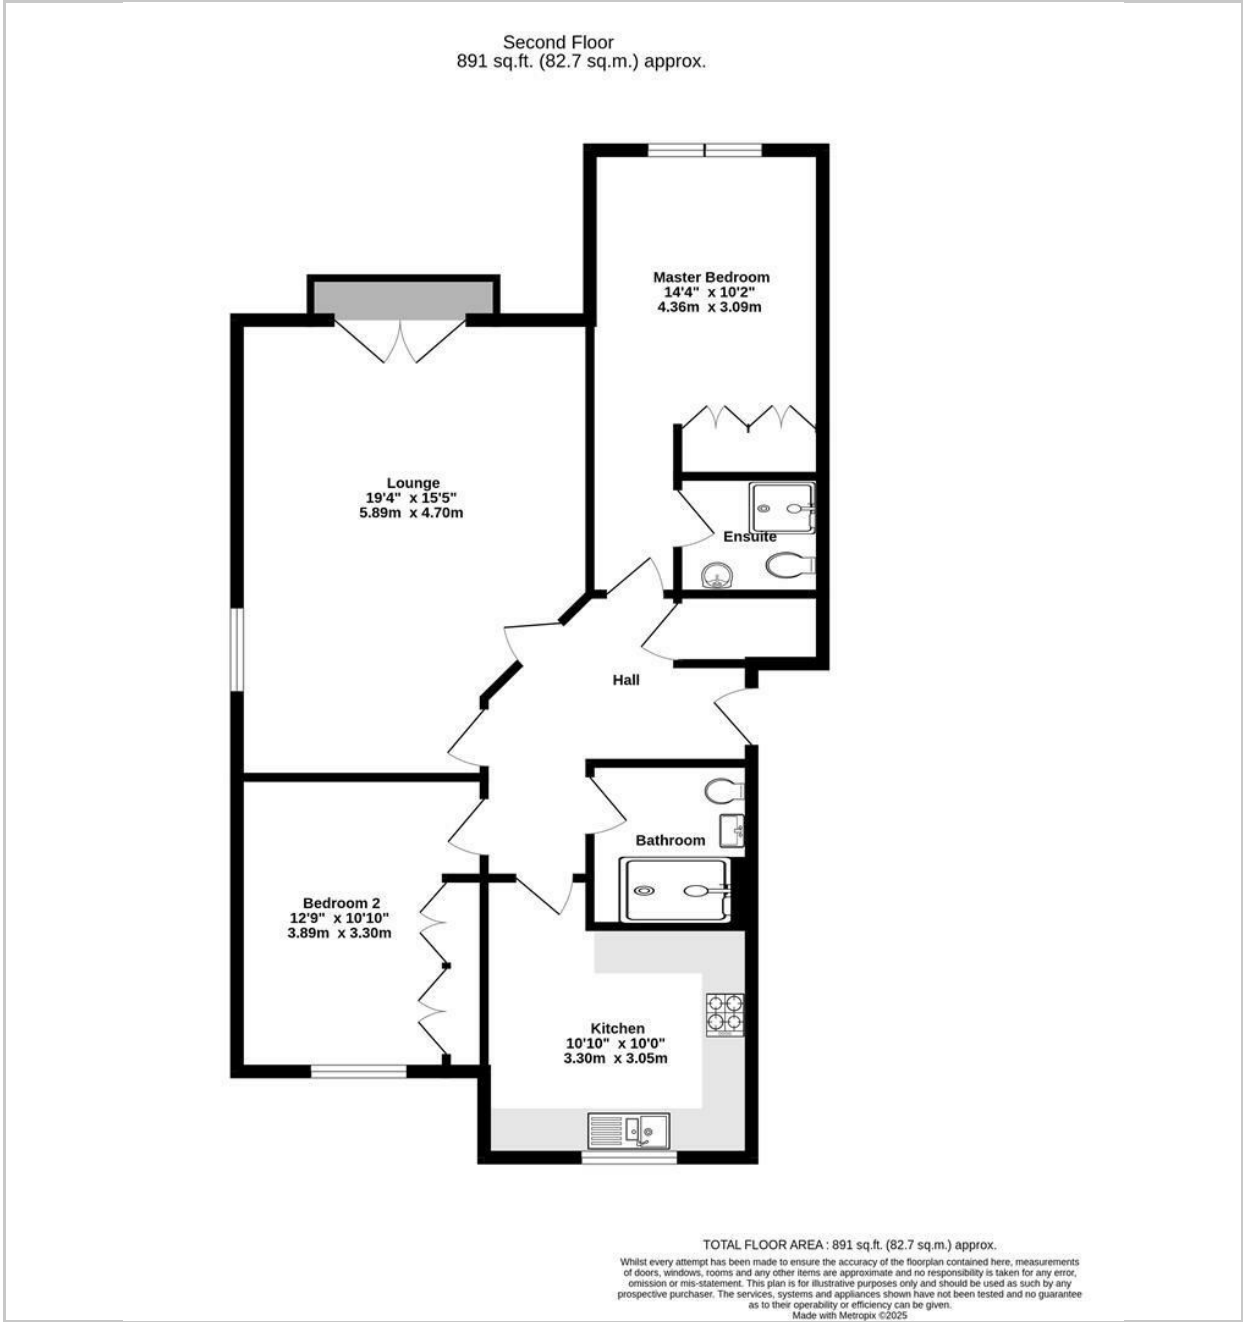 Second Floor
891 sq.ft. (82.7 sq.m.) approx.
Master Bedroom
14'4" x 10'2"
4.36m x 3.09m
Lounge
19'4" x 15'5"
5.89m x 4.70m
Ensuite
Hall
Bathroom
Bedroom 2
12'9" x 10'10"
3.89m x 3.30m
Kitchen
10'10" x 10'0"
3.30m x 3.05m
TOTAL FLOOR AREA : 891 sq.ft. (82.7 sq.m.) approx.
Whilst every attempt has been made to ensure the accuracy of the floorplan contained here, measurements
of doors, windows, rooms and any other items are approximate and no responsibility is taken for any error,
omission or mis-statement. This plan is for illustrative purposes only and should be used as such by any
prospective purchaser. The services, systems and appliances shown have not been tested and no guarantee
as to their operability or efficiency can be given.
Made with Metropix ©2025